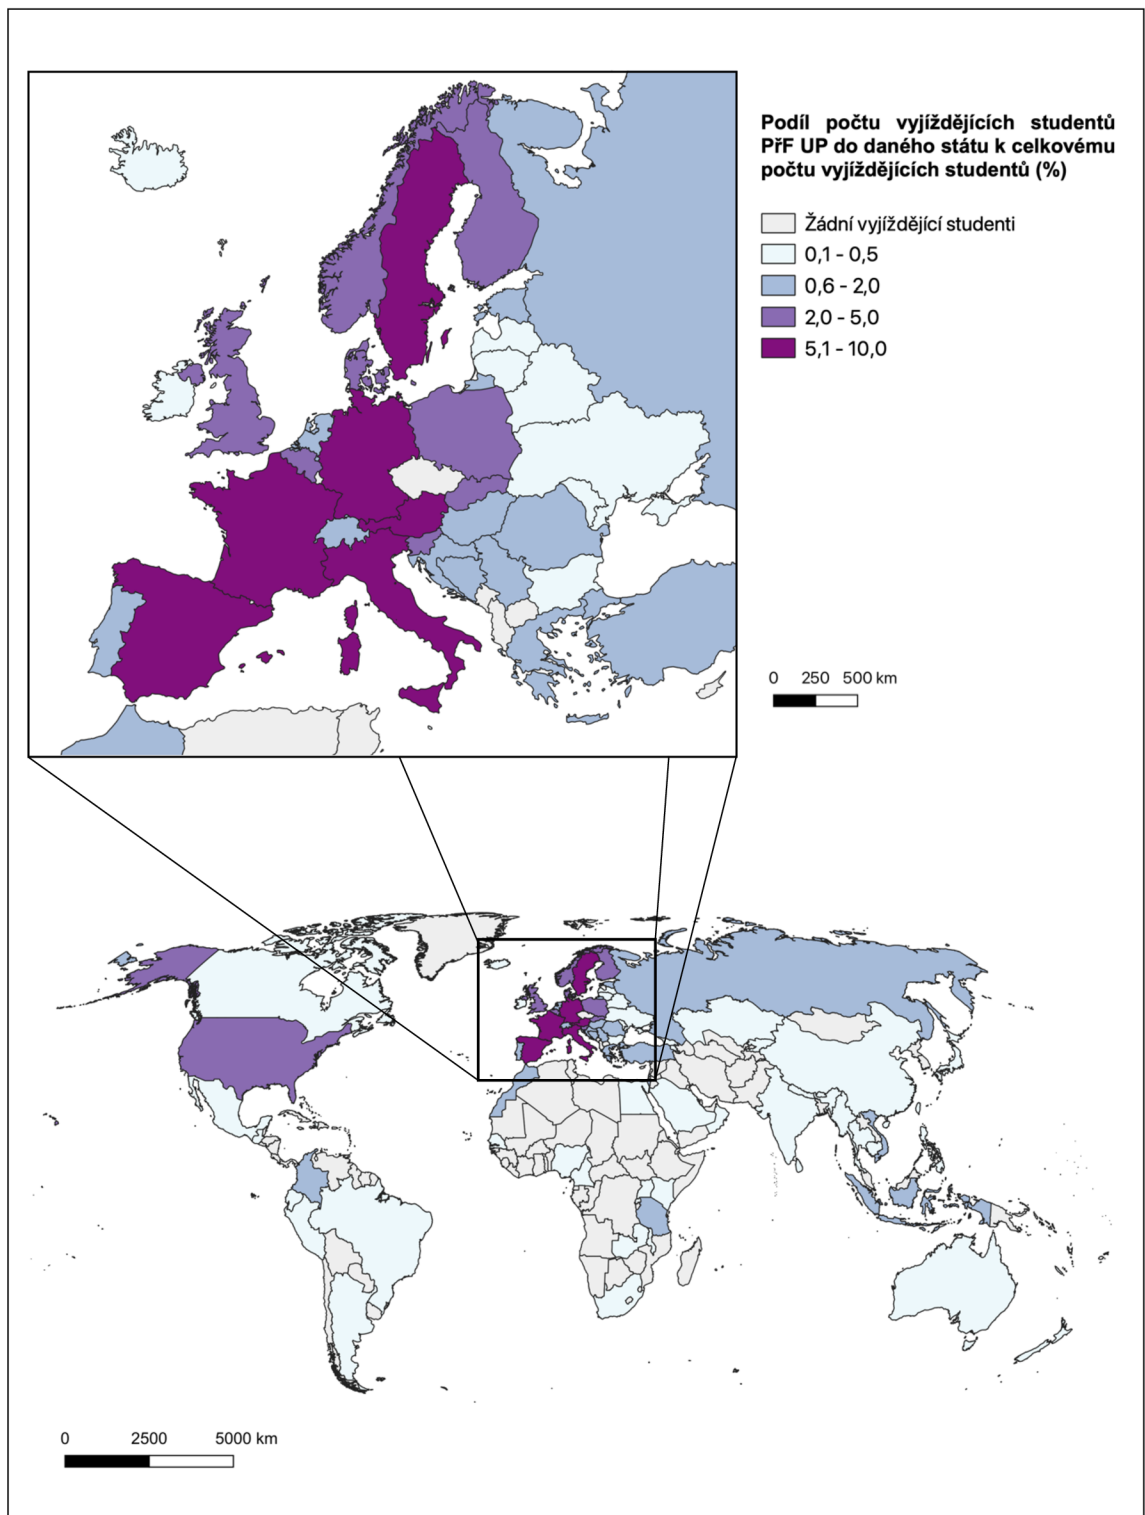 Podíl počtu vyjíždějících studentů
PřF UP do daného státu k celkovému
počtu vyjíždějících studentů (%)
Žádní vyjíždějící studenti
0,1 - 0,5
0,6 - 2,0
2,0 - 5,0
5,1 - 10,0
0 250 500 km
0 2500 5000 km